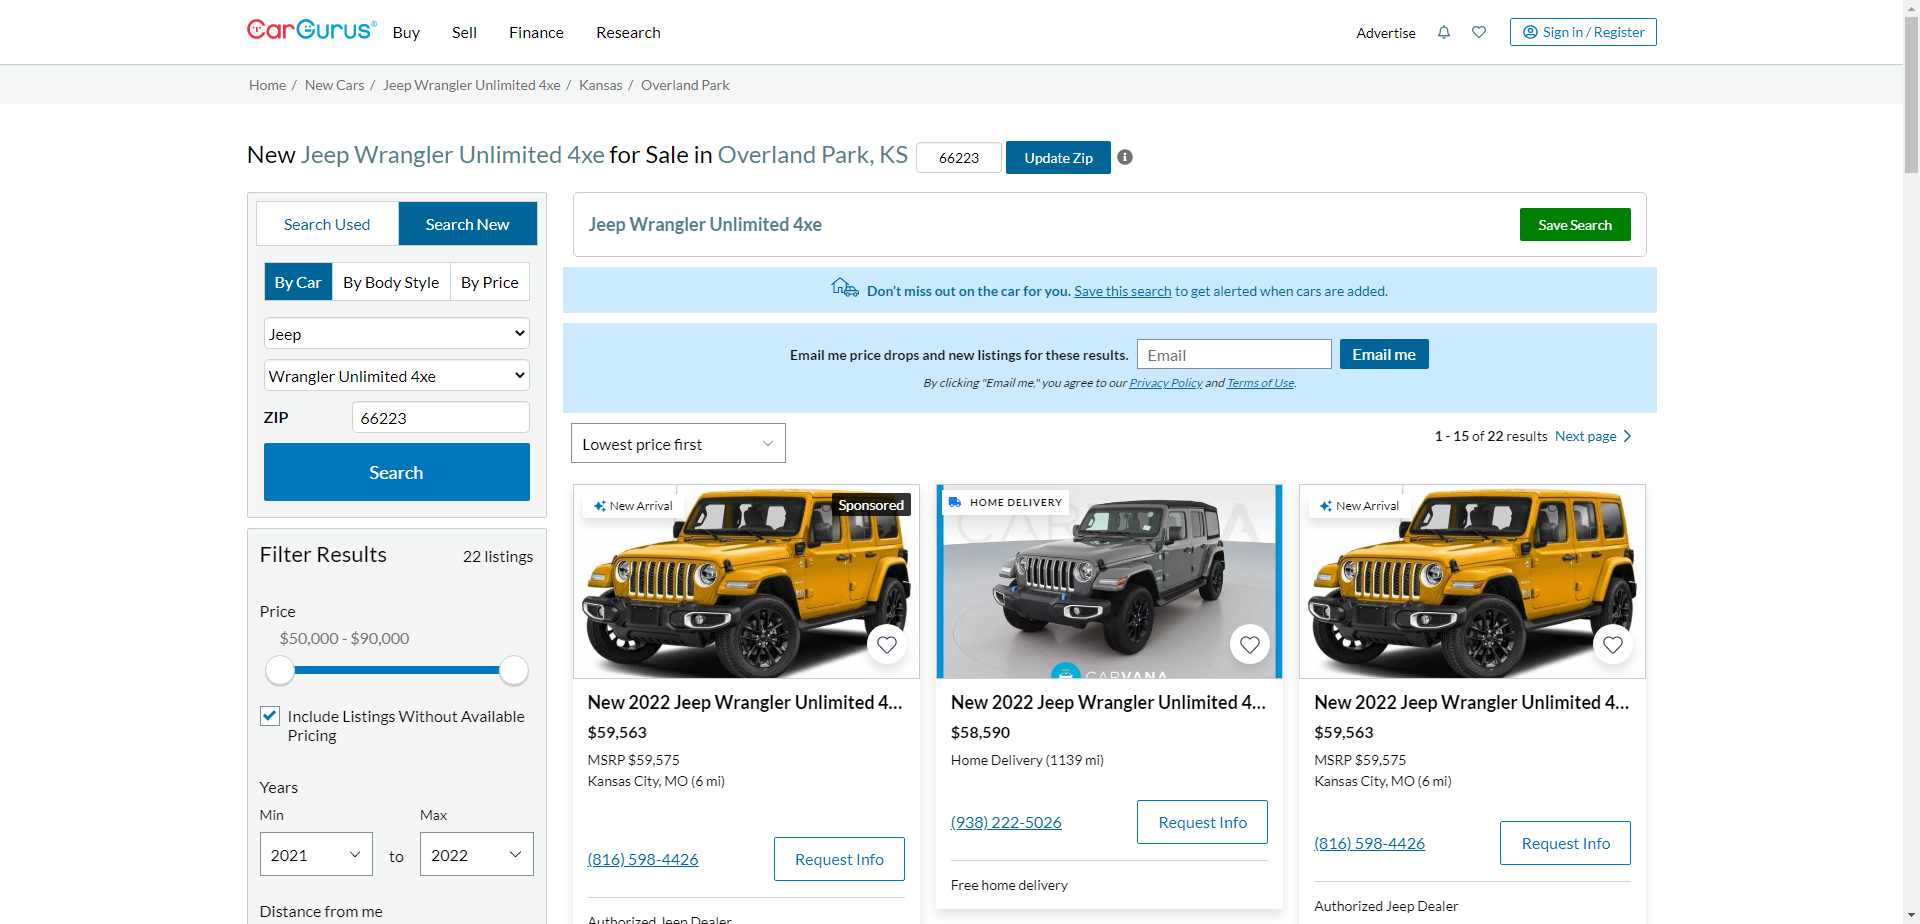 CarGurus
Buy
Sell
Finance
Research
Advertise
Sign in / Register
Home / New Cars / Jeep Wrangler Unlimited 4xe / Kansas / Overland Park
New Jeep Wrangler Unlimited 4xe for Sale in Overland Park, KS
66223
Update Zip
Search Used
Search New
By Car
By Body Style
By Price
Jeep
Wrangler Unlimited 4xe
ZIP
66223
Search
Jeep Wrangler Unlimited 4xe
Save Search
Don't miss out on the car for you. Save this search to get alerted when cars are added.
Email me price drops and new listings for these results.
Email
Email me
By clicking "Email me," you agree to our Privacy Policy and Terms of Use.
Lowest price first
1 - 15 of 22 results
Next page
Filter Results
22 listings
Price
$50,000 - $90,000
Include Listings Without Available
Pricing
Years
Min
Max
2021
to
2022
Distance from me
New Arrival
Sponsored
New 2022 Jeep Wrangler Unlimited 4...
$59,563
MSRP $59,575
Kansas City, MO (6 mi)
(816) 598-4426
Request Info
Authorized Jeep Dealer
HOME DELIVERY
CARVANA
CARVANA
New 2022 Jeep Wrangler Unlimited 4...
$58,590
Home Delivery (1139 mi)
(938) 222-5026
Request Info
Free home delivery
New Arrival
New 2022 Jeep Wrangler Unlimited 4...
$59,563
MSRP $59,575
Kansas City, MO (6 mi)
(816) 598-4426
Request Info
Authorized Jeep Dealer